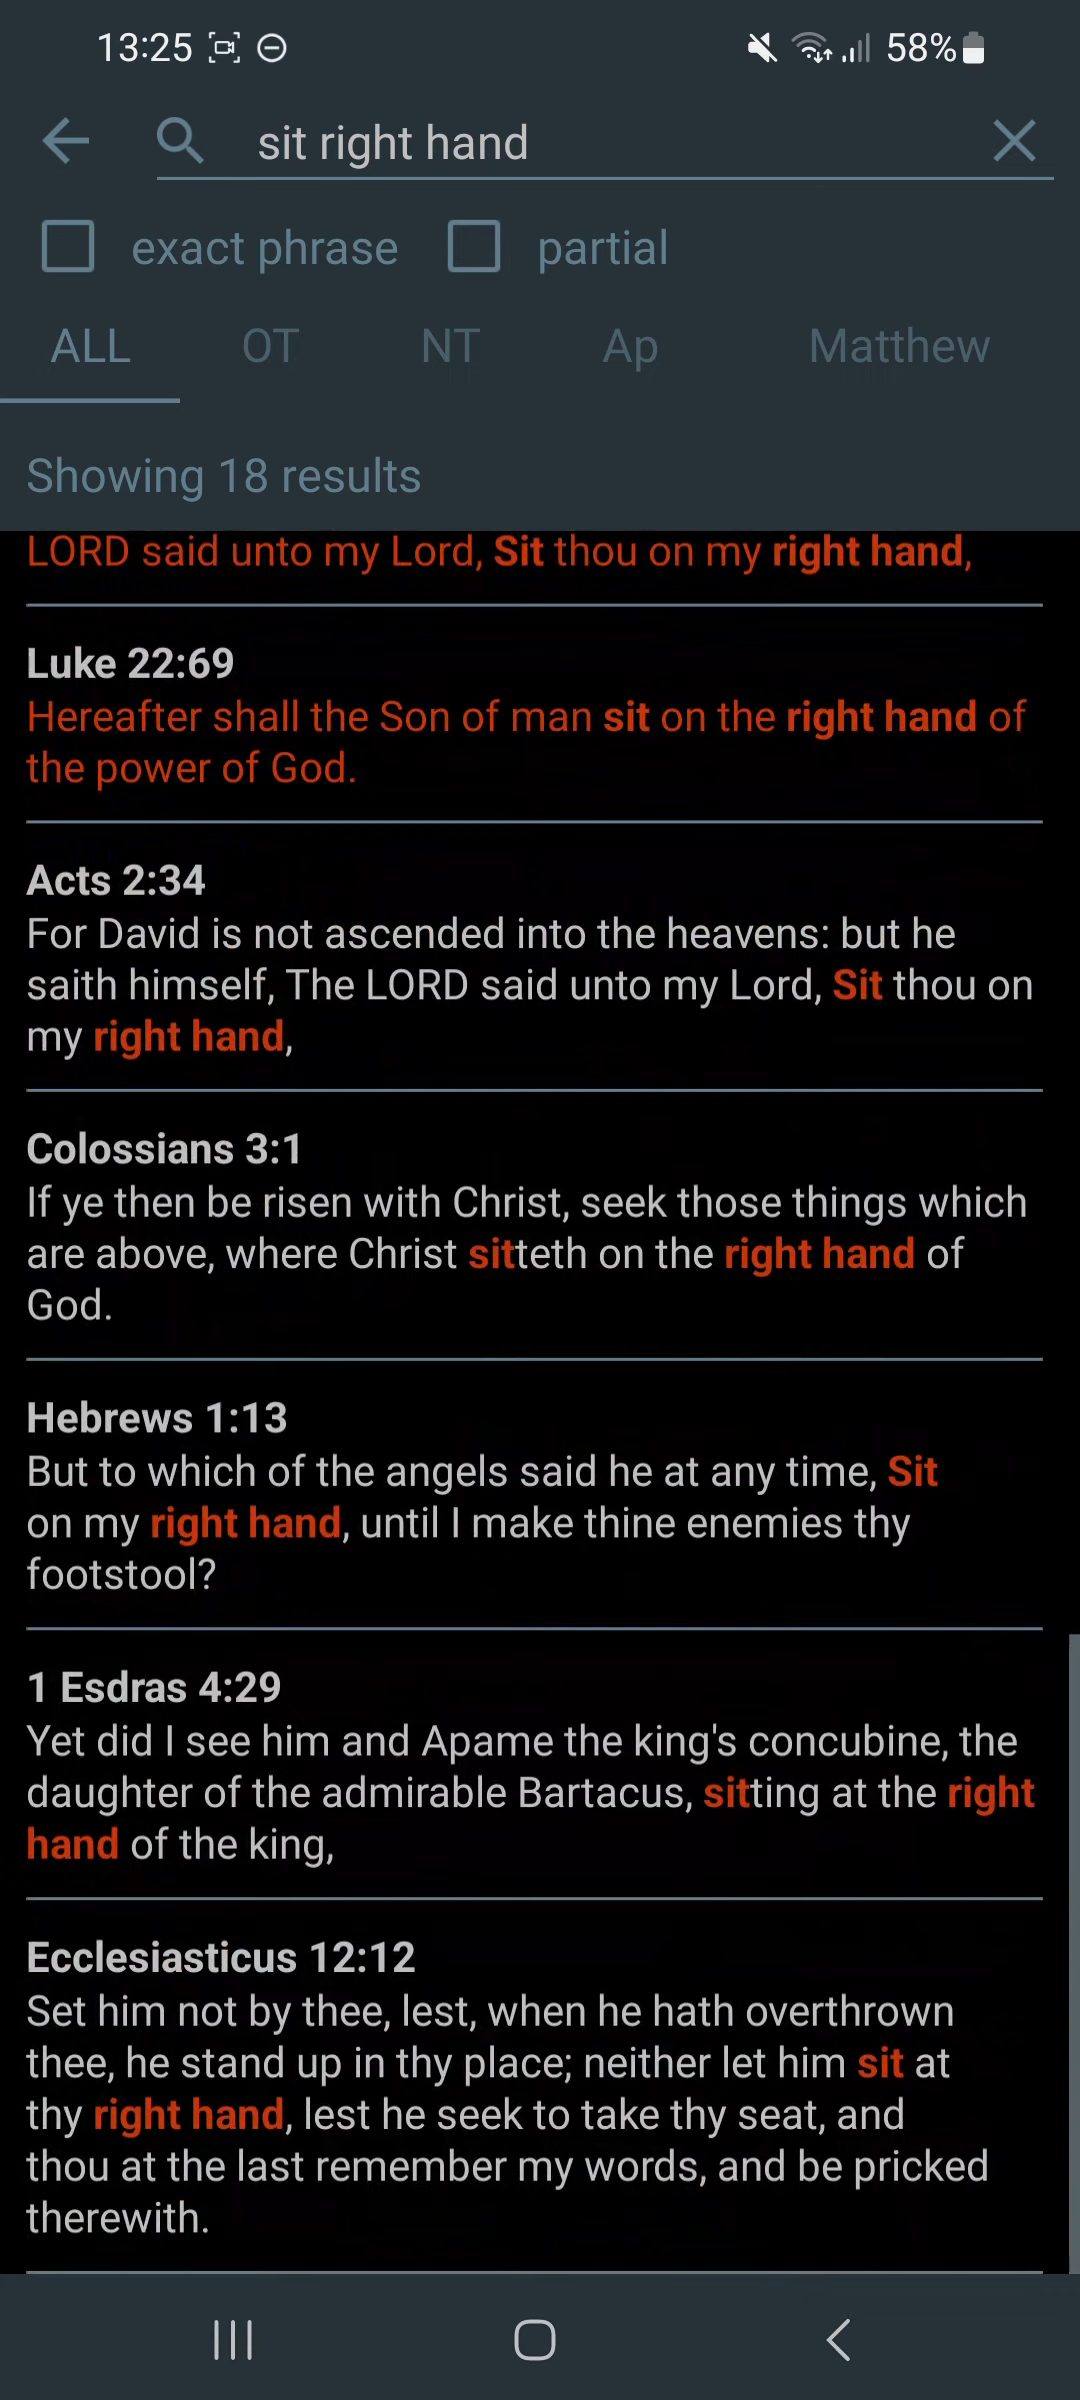 13:25 58%
sit right hand
exact phrase partial
ALL OT NT Ap Matthew
Showing 18 results
LORD said unto my Lord, Sit thou on my right hand,
Luke 22:69
Hereafter shall the Son of man sit on the right hand of
the power of God.
Acts 2:34
For David is not ascended into the heavens: but he
saith himself, The LORD said unto my Lord, Sit thou on
my right hand,
Colossians 3:1
If ye then be risen with Christ, seek those things which
are above, where Christ sitteth on the right hand of
God.
Hebrews 1:13
But to which of the angels said he at any time, Sit
on my right hand, until I make thine enemies thy
footstool?
1 Esdras 4:29
Yet did I see him and Apame the king's concubine, the
daughter of the admirable Bartacus, sitting at the right
hand of the king,
Ecclesiasticus 12:12
Set him not by thee, lest, when he hath overthrown
thee, he stand up in thy place; neither let him sit at
thy right hand, lest he seek to take thy seat, and
thou at the last remember my words, and be pricked
therewith.